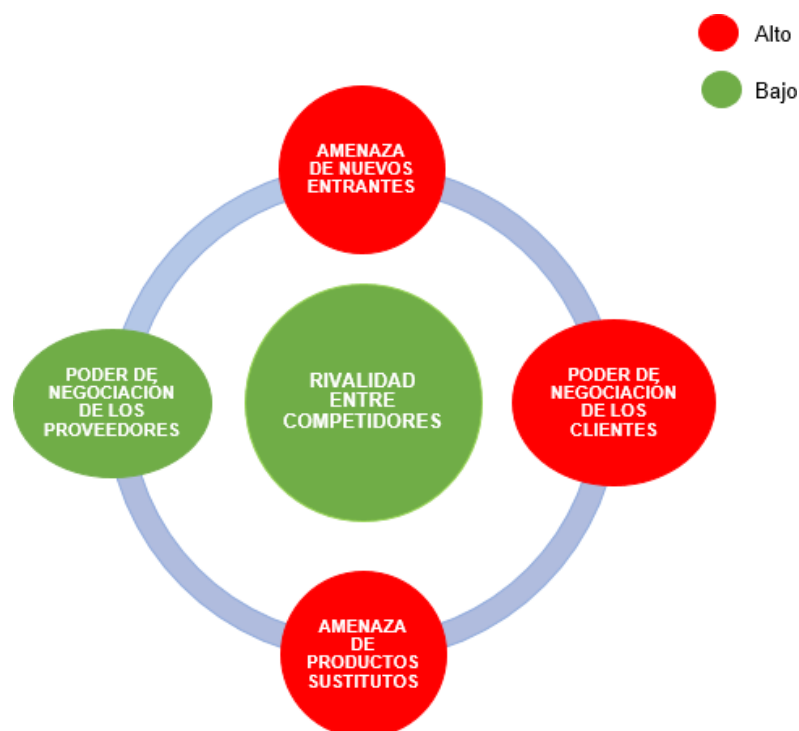 Alto
Bajo
AMENAZA
DE NUEVOS
ENTRANTES
PODER DE
NEGOCIACIÓN
DE LOS
PROVEEDORES
RIVALIDAD
ENTRE
COMPETIDORES
PODER DE
NEGOCIACIÓN
DE LOS
CLIENTES
AMENAZA
DE
PRODUCTOS
SUSTITUTOS